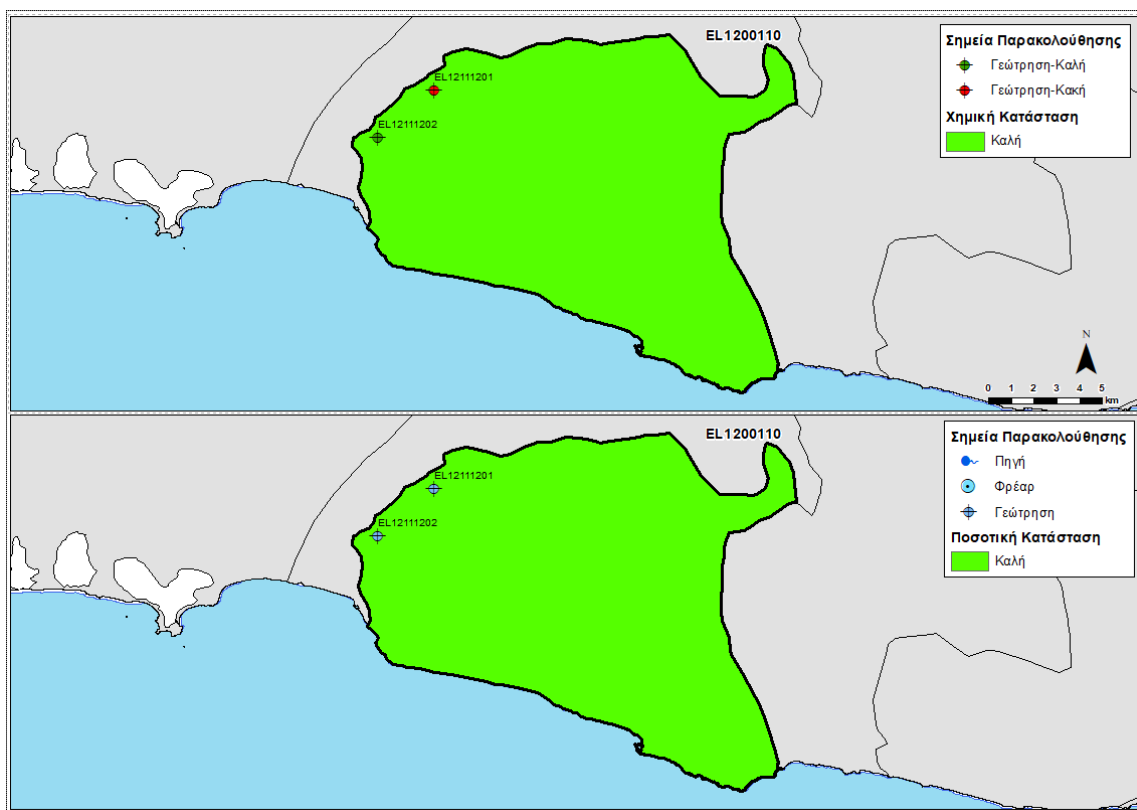 EL1200110
EL12111201
EL12111202
Σημεία Παρακολούθησης
Γεώτρηση-Καλή
Γεώτρηση-Κακή
Χημική Κατάσταση
Καλή
N
0 1 2 3 4 5
km
EL1200110
EL12111201
EL12111202
Σημεία Παρακολούθησης
Πηγή
Φρέαρ
Γεώτρηση
Ποσοτική Κατάσταση
Καλή